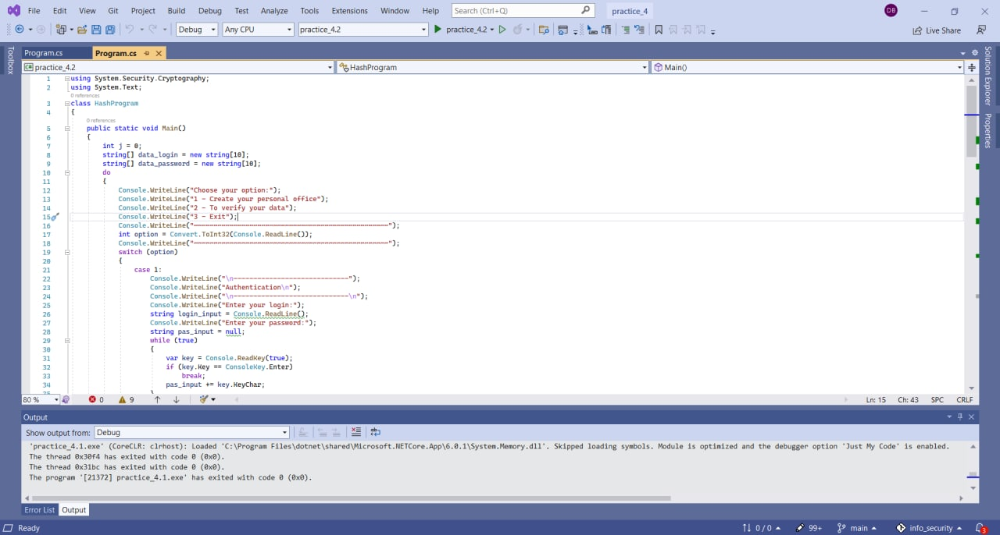 File Edit View Git Project Build Debug Test Analyze Tools Extensions Window Help Search (Ctrl+Q) practice_4 DB
Debug Any CPU practice_4.2 practice_4.2 Live Share
Toolbox
Program.cs Program.cs
practice_4.2 HashProgram Main()
1 using System.Security.Cryptography;
2 using System.Text;
0 references
3 class HashProgram
4 {
0 references
5 public static void Main()
6 {
7 int j = 0;
8 string[] data_login = new string[10];
9 string[] data_password = new string[10];
10 do
11 {
12 Console.WriteLine("Choose your option:");
13 Console.WriteLine("1 - Create your personal office");
14 Console.WriteLine("2 - To verify your data");
15 Console.WriteLine("3 - Exit");
16 Console.WriteLine("~~~~~~~~~~~~~~~~~~~~~~~~~~~~~~~~~~~~~~~~~~~~~~~~~");
17 int option = Convert.ToInt32(Console.ReadLine());
18 Console.WriteLine("~~~~~~~~~~~~~~~~~~~~~~~~~~~~~~~~~~~~~~~~~~~~~~~~~");
19 switch (option)
20 {
21 case 1:
22 Console.WriteLine("\n-----------------------------");
23 Console.WriteLine("Authentication\n");
24 Console.WriteLine("\n-----------------------------\n");
25 Console.WriteLine("Enter your login:");
26 string login_input = Console.ReadLine();
27 Console.WriteLine("Enter your password:");
28 string pas_input = null;
29 while (true)
30 {
31 var key = Console.ReadKey(true);
32 if (key.Key == ConsoleKey.Enter)
33 break;
34 pas_input += key.KeyChar;
35 }
Solution Explorer
Properties
80 % 0 9 Ln: 15 Ch: 43 SPC CRLF
Output
Show output from: Debug
'practice_4.1.exe' (CoreCLR: clrhost): Loaded 'C:\Program Files\dotnet\shared\Microsoft.NETCore.App\6.0.1\System.Memory.dll'. Skipped loading symbols. Module is optimized and the debugger option 'Just My Code' is enabled.
The thread 0x30f4 has exited with code 0 (0x0).
The thread 0x31bc has exited with code 0 (0x0).
The program '[21372] practice_4.1.exe' has exited with code 0 (0x0).
Error List Output
Ready 0 / 0 99+ main info_security 3